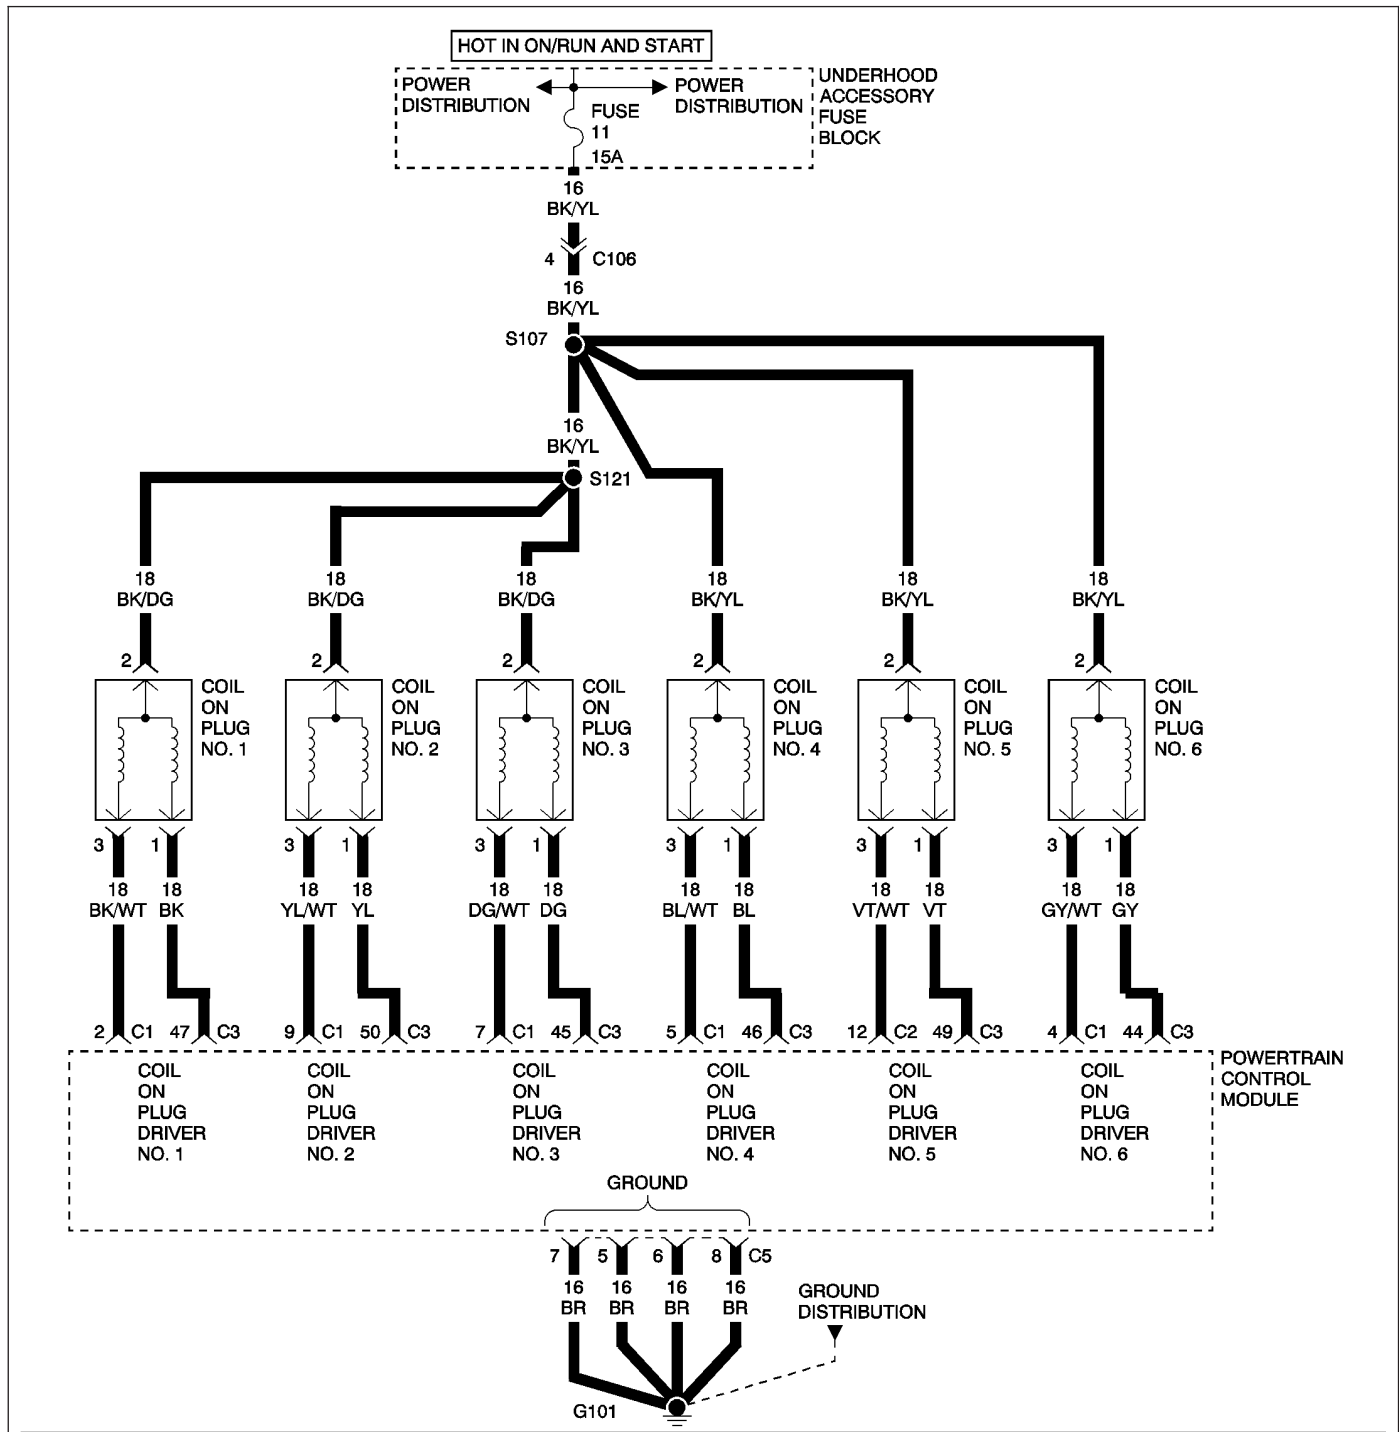 HOT IN ON/RUN AND START
POWER
DISTRIBUTION
POWER
DISTRIBUTION
FUSE
11
15A
UNDERHOOD
ACCESSORY
FUSE
BLOCK
16
BK/YL
4 C106
16
BK/YL
S107
16
BK/YL
S121
18
BK/DG
18
BK/DG
18
BK/DG
18
BK/YL
18
BK/YL
18
BK/YL
2 2 2 2 2 2
COIL
ON
PLUG
NO. 1
COIL
ON
PLUG
NO. 2
COIL
ON
PLUG
NO. 3
COIL
ON
PLUG
NO. 4
COIL
ON
PLUG
NO. 5
COIL
ON
PLUG
NO. 6
3 1 3 1 3 1 3 1 3 1 3 1
18 18 18 18 18 18 18 18 18 18 18 18
BK/WT BK YL/WT YL DG/WT DG BL/WT BL VT/WT VT GY/WT GY
2 C1 47 C3 9 C1 50 C3 7 C1 45 C3 5 C1 46 C3 12 C2 49 C3 4 C1 44 C3
COIL
ON
PLUG
DRIVER
NO. 1
COIL
ON
PLUG
DRIVER
NO. 2
COIL
ON
PLUG
DRIVER
NO. 3
COIL
ON
PLUG
DRIVER
NO. 4
COIL
ON
PLUG
DRIVER
NO. 5
COIL
ON
PLUG
DRIVER
NO. 6
POWERTRAIN
CONTROL
MODULE
GROUND
7 5 6 8 C5
16 16 16 16
BR BR BR BR
GROUND
DISTRIBUTION
G101